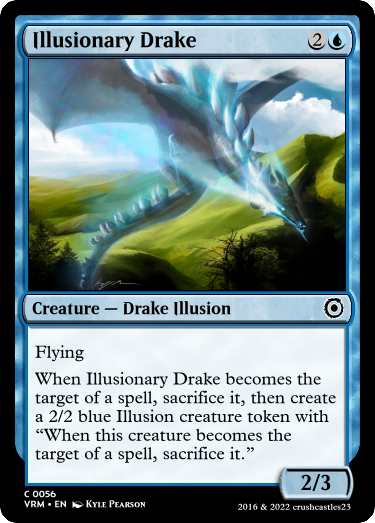 Illusionary Drake 2
Creature — Drake Illusion
Flying
When Illusionary Drake becomes the
target of a spell, sacrifice it, then create
a 2/2 blue Illusion creature token with
“When this creature becomes the
target of a spell, sacrifice it.”
2/3
C 0056
VRM • EN Kyle Pearson
2016 & 2022 crushcastles23